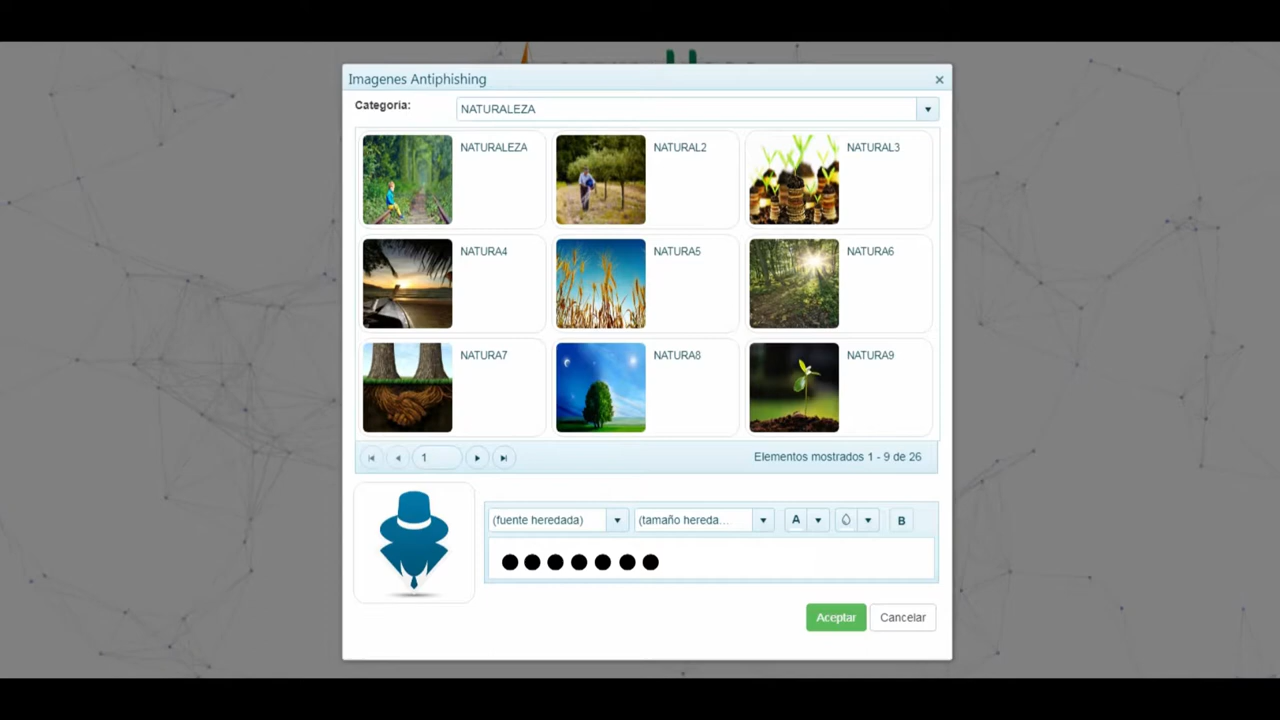 Imagenes Antiphishing
Categoria:
NATURALEZA
NATURALEZA
NATURAL2
NATURAL3
NATURA4
NATURA5
NATURA6
NATURA7
NATURA8
NATURA9
1
Elementos mostrados 1 - 9 de 26
(fuente heredada)
(tamaño hereda...
A
B
Aceptar
Cancelar